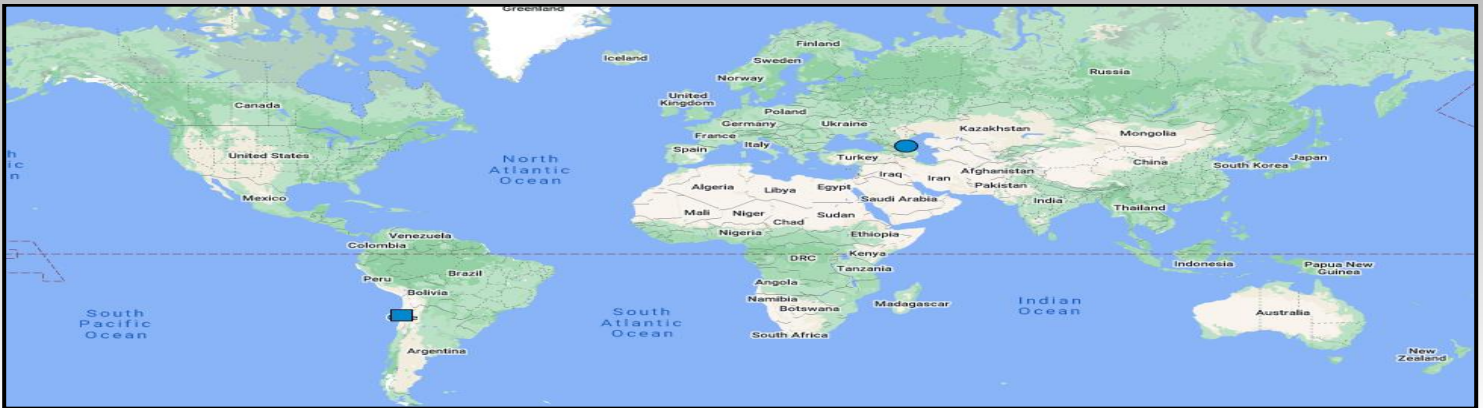 Greenland
Iceland
Finland
Sweden
Norway
Russia
Canada
United
Kingdom
Poland
Germany
Ukraine
France
Kazakhstan
Mongolia
United States
Spain
Italy
Turkey
North
Atlantic
Ocean
China
South Korea
Japan
Iraq
Iran
Afghanistan
Pakistan
Algeria
Libya
Egypt
Saudi Arabia
India
Mexico
Mali
Niger
Chad
Sudan
Thailand
Venezuela
Colombia
Nigeria
Ethiopia
DRC
Kenya
Tanzania
Indonesia
Papua New
Guinea
Peru
Brazil
Bolivia
Angola
Namibia
Botswana
Madagascar
Indian
Ocean
South
Pacific
Ocean
South
Atlantic
Ocean
Australia
South Africa
Argentina
New
Zealand